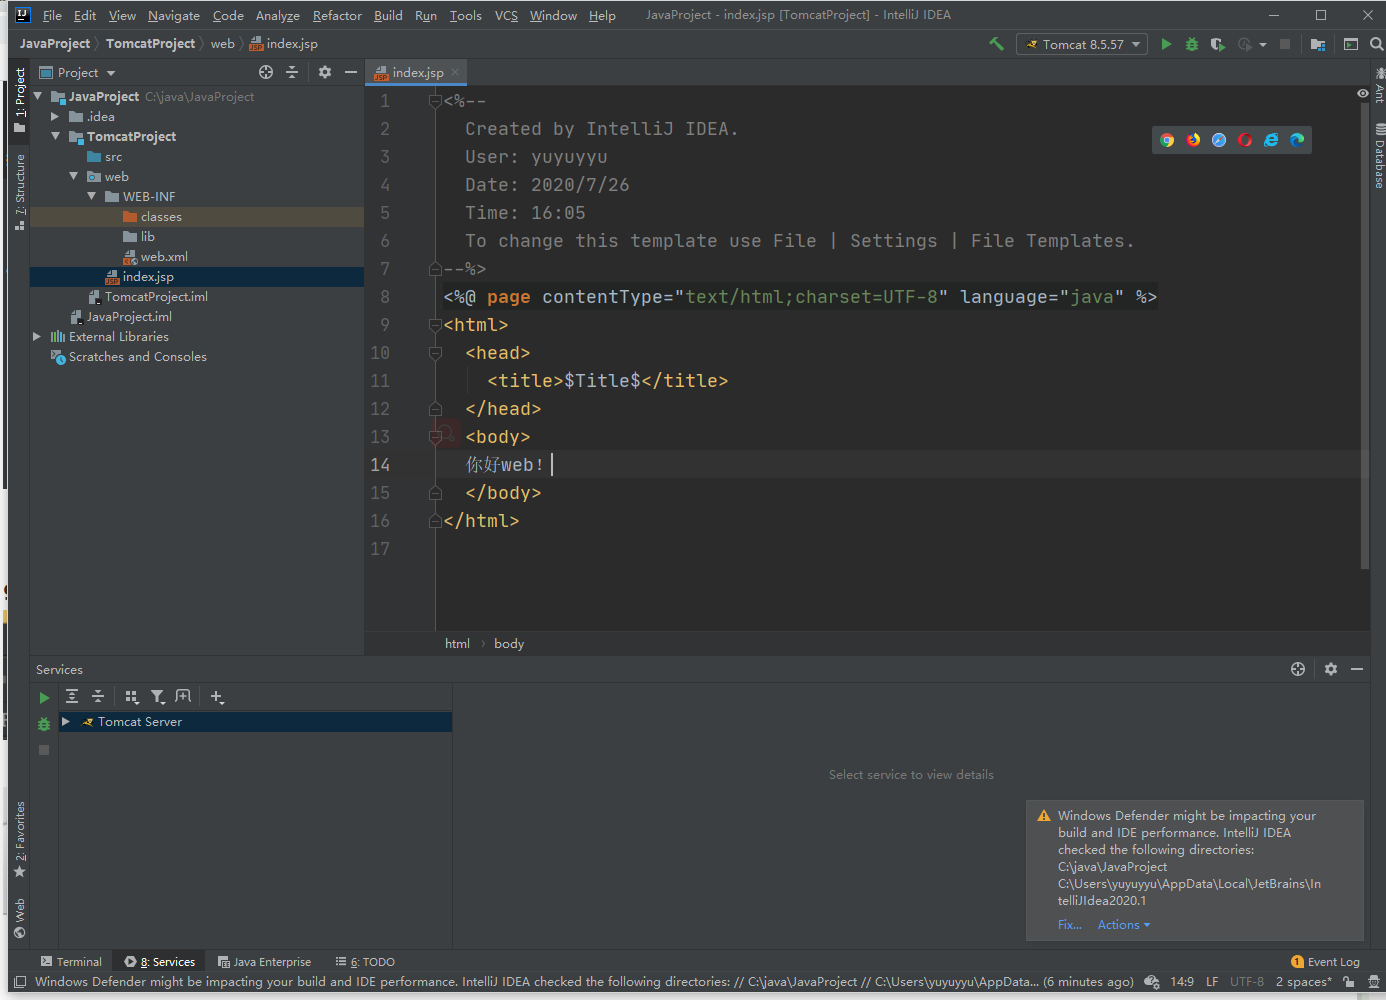 File Edit View Navigate Code Analyze Refactor Build Run Tools VCS Window Help JavaProject - index.jsp [TomcatProject] - IntelliJ IDEA
JavaProject TomcatProject web index.jsp Tomcat 8.5.57
Project
index.jsp
1: Project
7: Structure
2: Favorites
Web
Ant
Database
JavaProject C:\java\JavaProject
.idea
TomcatProject
src
web
WEB-INF
classes
lib
web.xml
index.jsp
TomcatProject.iml
JavaProject.iml
External Libraries
Scratches and Consoles
1 <%--
2 Created by IntelliJ IDEA.
3 User: yuyuyyu
4 Date: 2020/7/26
5 Time: 16:05
6 To change this template use File | Settings | File Templates.
7 --%>
8 <%@ page contentType="text/html;charset=UTF-8" language="java" %>
9 <html>
10 <head>
11 <title>$Title$</title>
12 </head>
13 <body>
14 你好web!
15 </body>
16 </html>
17
html body
Services
Tomcat Server
Select service to view details
Windows Defender might be impacting your
build and IDE performance. IntelliJ IDEA
checked the following directories:
C:\java\JavaProject
C:\Users\yuyuyyu\AppData\Local\JetBrains\In
telliJIdea2020.1
Fix... Actions
Terminal 8: Services Java Enterprise 6: TODO 1 Event Log
Windows Defender might be impacting your build and IDE performance. IntelliJ IDEA checked the following directories: // C:\java\JavaProject // C:\Users\yuyuyyu\AppData... (6 minutes ago) 14:9 LF UTF-8 2 spaces*